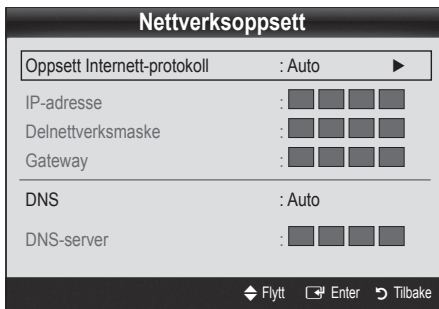 Nettverksoppsett
Oppsett Internett-protokoll : Auto ►
IP-adresse :
Delnettverksmaske :
Gateway :
DNS : Auto
DNS-server :
Flytt Enter Tilbake